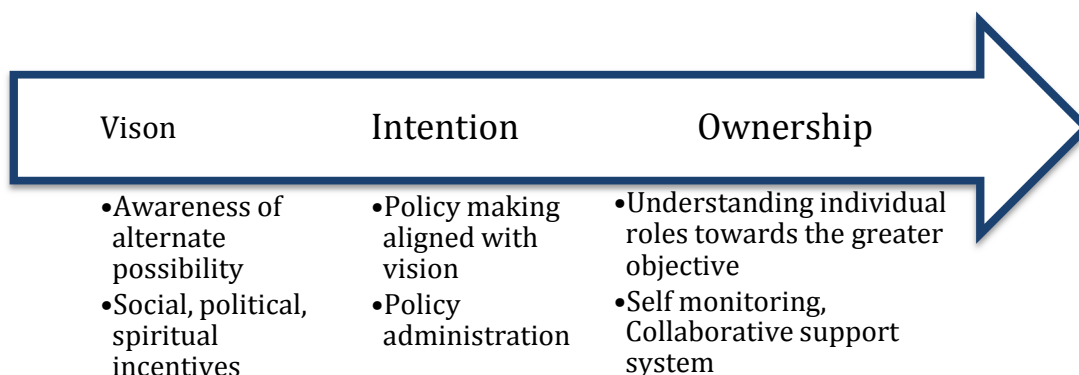 Vison
Intention
Ownership
•Awareness of
alternate
possibility
•Social, political,
spiritual
incentives
•Policy making
aligned with
vision
•Policy
administration
•Understanding individual
roles towards the greater
objective
•Self monitoring,
Collaborative support
system